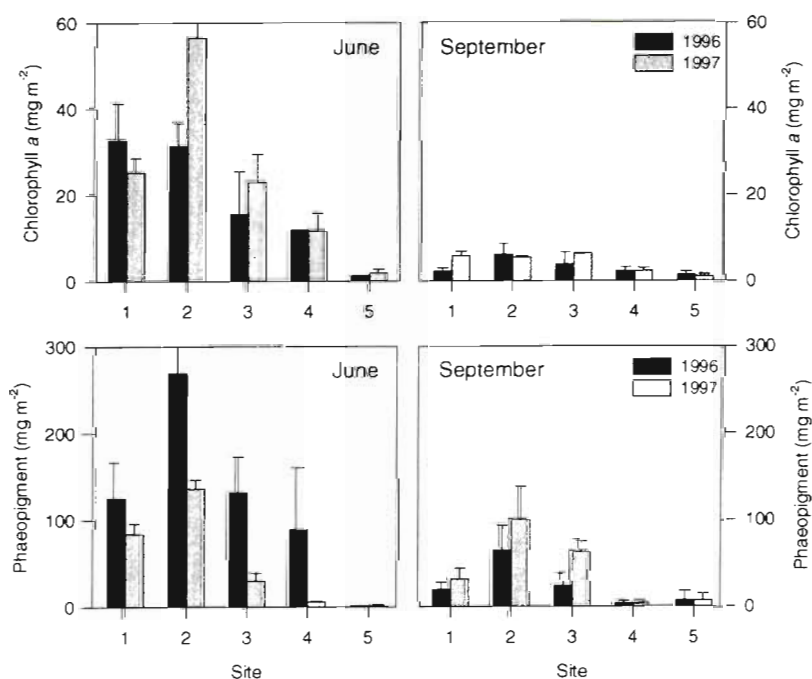 60
40
20
0
Chlorophyll a (mg m-2)
June
1 2 3 4 5
September
1996
1997
60
40
20
0
Chlorophyll a (mg m-2)
1 2 3 4 5
300
200
100
0
Phaeopigment (mg m-2)
June
1 2 3 4 5
Site
September
1996
1997
300
200
100
0
Phaeopigment (mg m-2)
1 2 3 4 5
Site